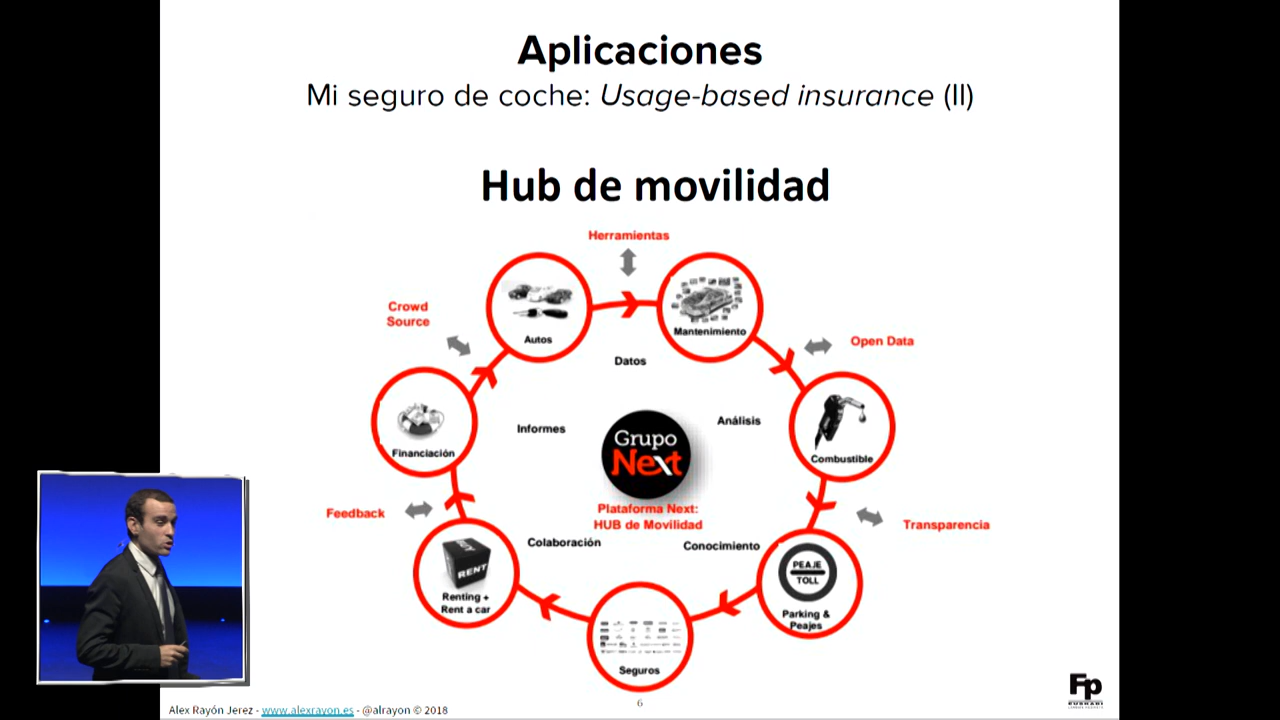 Aplicaciones
Mi seguro de coche: Usage-based insurance (II)
Hub de movilidad
Herramientas
Crowd
Source
Autos
Mantenimiento
Open Data
Datos
Informes
Análisis
Financiación
Combustible
Grupo
Next
Plataforma Next:
HUB de Movilidad
Feedback
Transparencia
Colaboración
Conocimiento
RENT
Renting +
Rent a car
PEAJE
TOLL
Parking &
Peajes
Seguros
Alex Rayón Jerez - www.alexrayon.es - @alrayon © 2018
6
Fp
EUSKADI